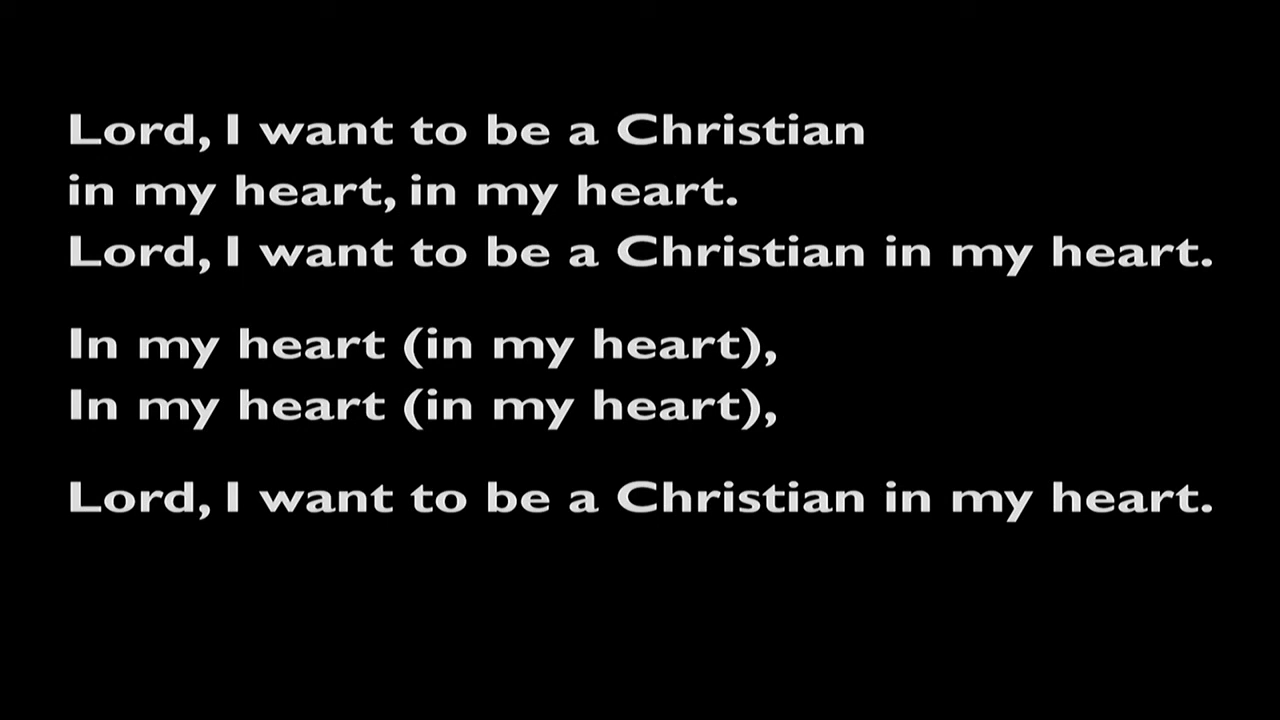 Lord, I want to be a Christian
in my heart, in my heart.
Lord, I want to be a Christian in my heart.
In my heart (in my heart),
In my heart (in my heart),
Lord, I want to be a Christian in my heart.